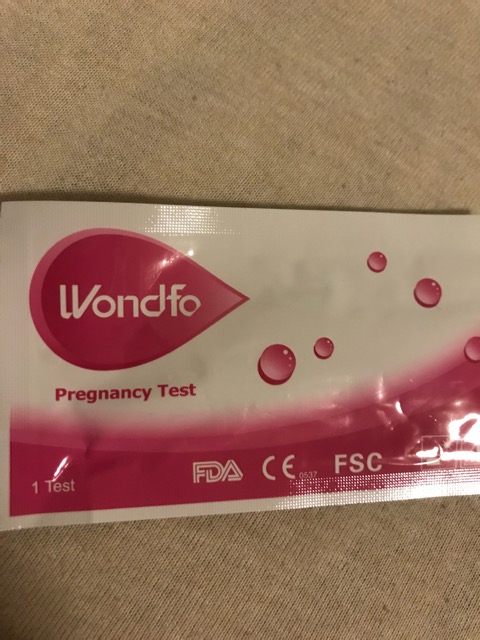 Wondfo
Pregnancy Test
1 Test
FDA CE 0537 FSC